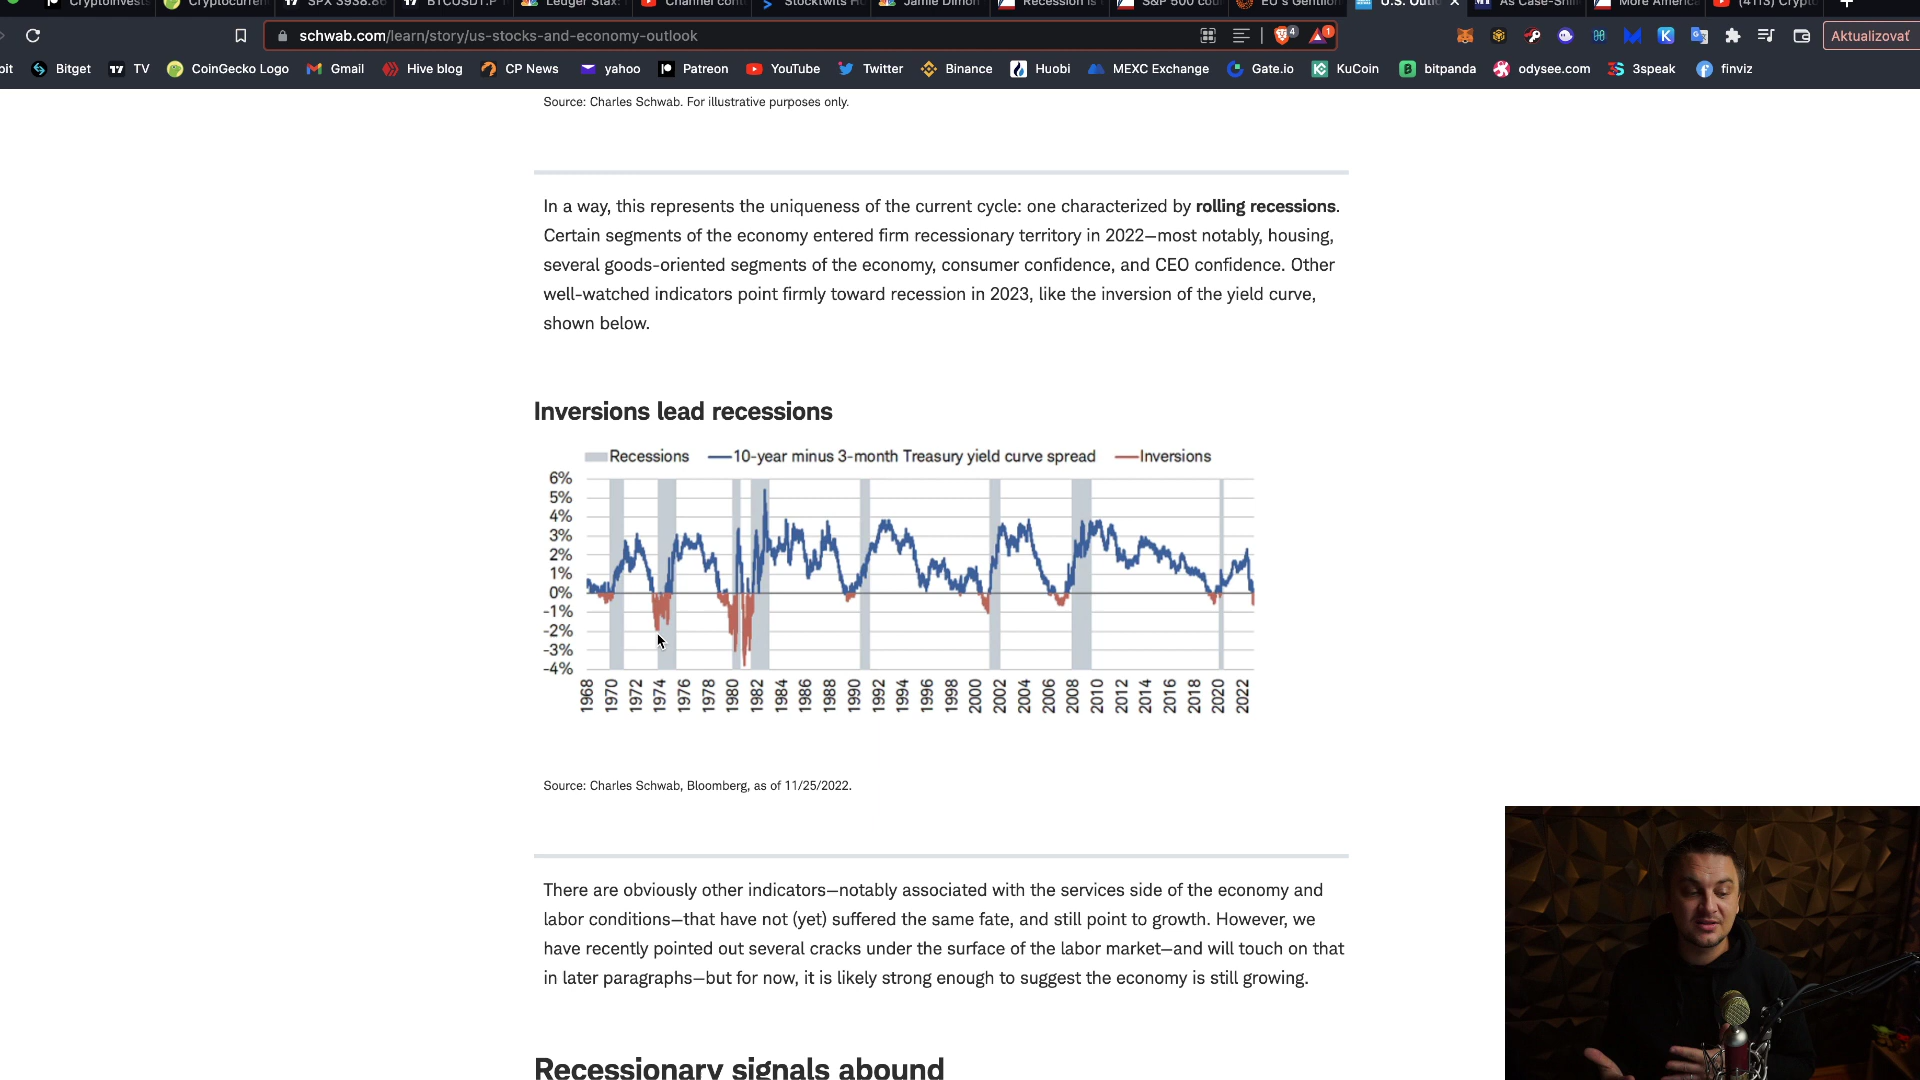 CryptoInvest
Cryptocurren
SPX 3938.86
BTCUSDT.P
Ledger Stax:
Channel cont
Stocktwits H
Jamie Dimon
Recession is
S&P 500 cou
EU's Gentilon
U.S. Outlo
As Case-Shill
More America
(4113) Crypto
schwab.com/learn/story/us-stocks-and-economy-outlook
4
1
Aktualizovať
Bitget
TV
CoinGecko Logo
Gmail
Hive blog
CP News
yahoo
Patreon
YouTube
Twitter
Binance
Huobi
MEXC Exchange
Gate.io
KuCoin
bitpanda
odysee.com
3speak
finviz
Source: Charles Schwab. For illustrative purposes only.
In a way, this represents the uniqueness of the current cycle: one characterized by rolling recessions.
Certain segments of the economy entered firm recessionary territory in 2022—most notably, housing,
several goods-oriented segments of the economy, consumer confidence, and CEO confidence. Other
well-watched indicators point firmly toward recession in 2023, like the inversion of the yield curve,
shown below.
Inversions lead recessions
Recessions 10-year minus 3-month Treasury yield curve spread Inversions
6%
5%
4%
3%
2%
1%
0%
-1%
-2%
-3%
-4%
1968 1970 1972 1974 1976 1978 1980 1982 1984 1986 1988 1990 1992 1994 1996 1998 2000 2002 2004 2006 2008 2010 2012 2014 2016 2018 2020 2022
Source: Charles Schwab, Bloomberg, as of 11/25/2022.
There are obviously other indicators—notably associated with the services side of the economy and
labor conditions—that have not (yet) suffered the same fate, and still point to growth. However, we
have recently pointed out several cracks under the surface of the labor market—and will touch on that
in later paragraphs—but for now, it is likely strong enough to suggest the economy is still growing.
Recessionary signals abound